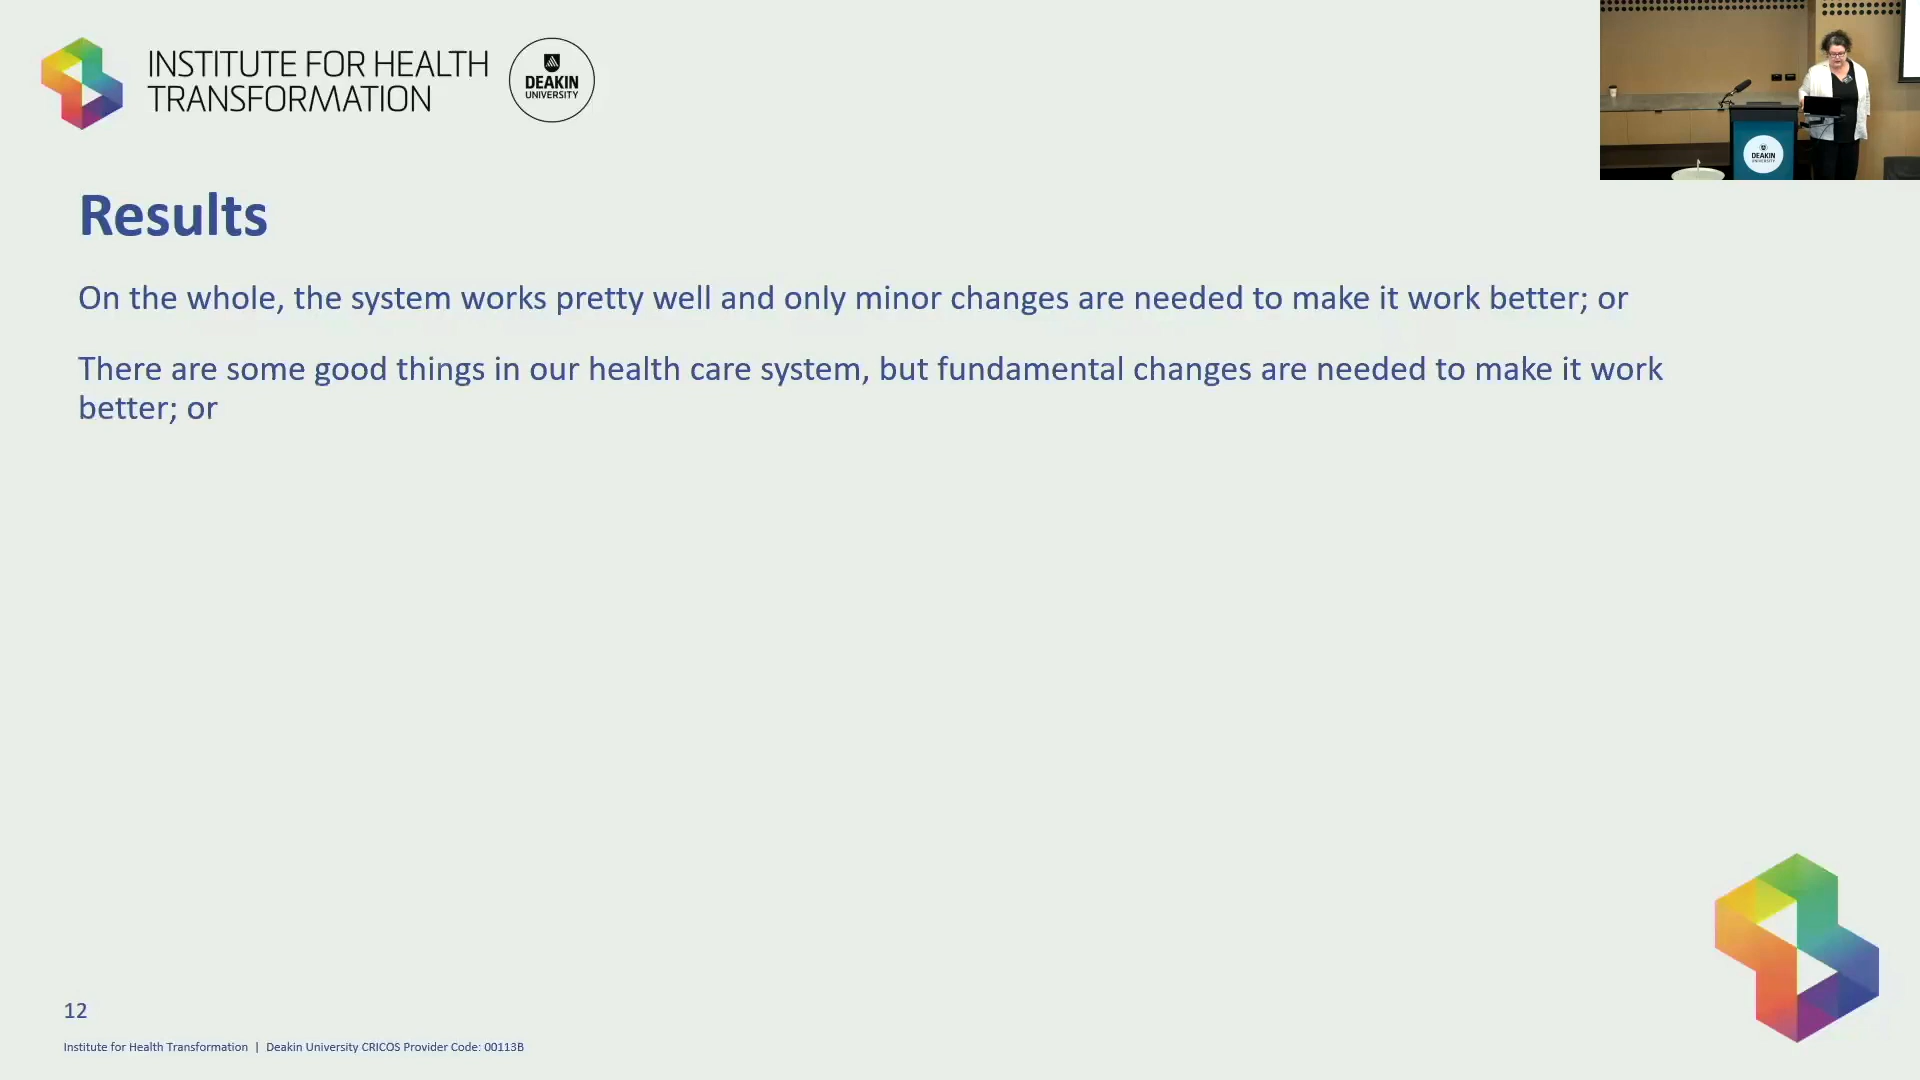 INSTITUTE FOR HEALTH
TRANSFORMATION
DEAKIN
UNIVERSITY
DEAKIN
UNIVERSITY
Results
On the whole, the system works pretty well and only minor changes are needed to make it work better; or
There are some good things in our health care system, but fundamental changes are needed to make it work
better; or
12
Institute for Health Transformation | Deakin University CRICOS Provider Code: 00113B